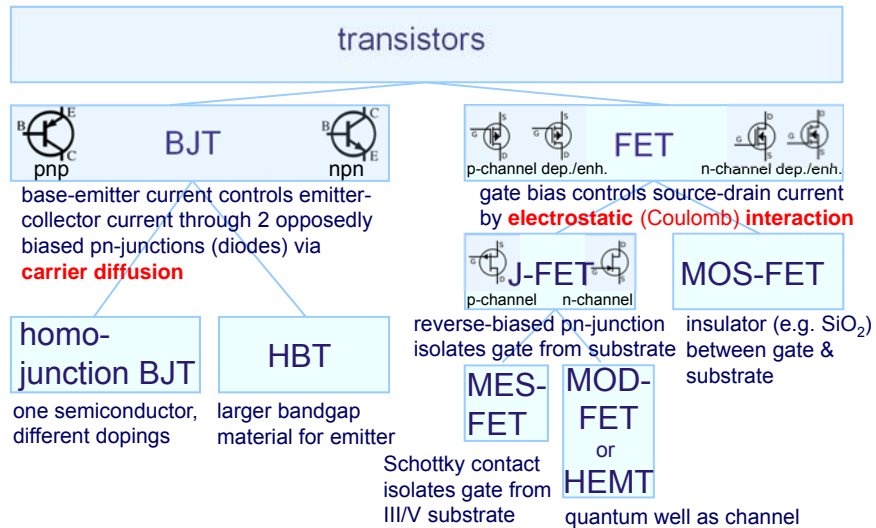 transistors
E
B
C
pnp
BJT
C
B
E
npn
S
G
D
S
G
D
p-channel dep./enh.
FET
S
G
D
S
G
D
n-channel dep./enh.
base-emitter current controls emitter-
collector current through 2 opposedly
biased pn-junctions (diodes) via
carrier diffusion
gate bias controls source-drain current
by electrostatic (Coulomb) interaction
S
G
D
p-channel
J-FET
D
G
S
n-channel
MOS-FET
reverse-biased pn-junction
isolates gate from substrate
insulator (e.g. SiO₂)
between gate &
substrate
homo-
junction BJT
HBT
one semiconductor,
different dopings
larger bandgap
material for emitter
MES-
FET
MOD-
FET
or
HEMT
Schottky contact
isolates gate from
III/V substrate
quantum well as channel